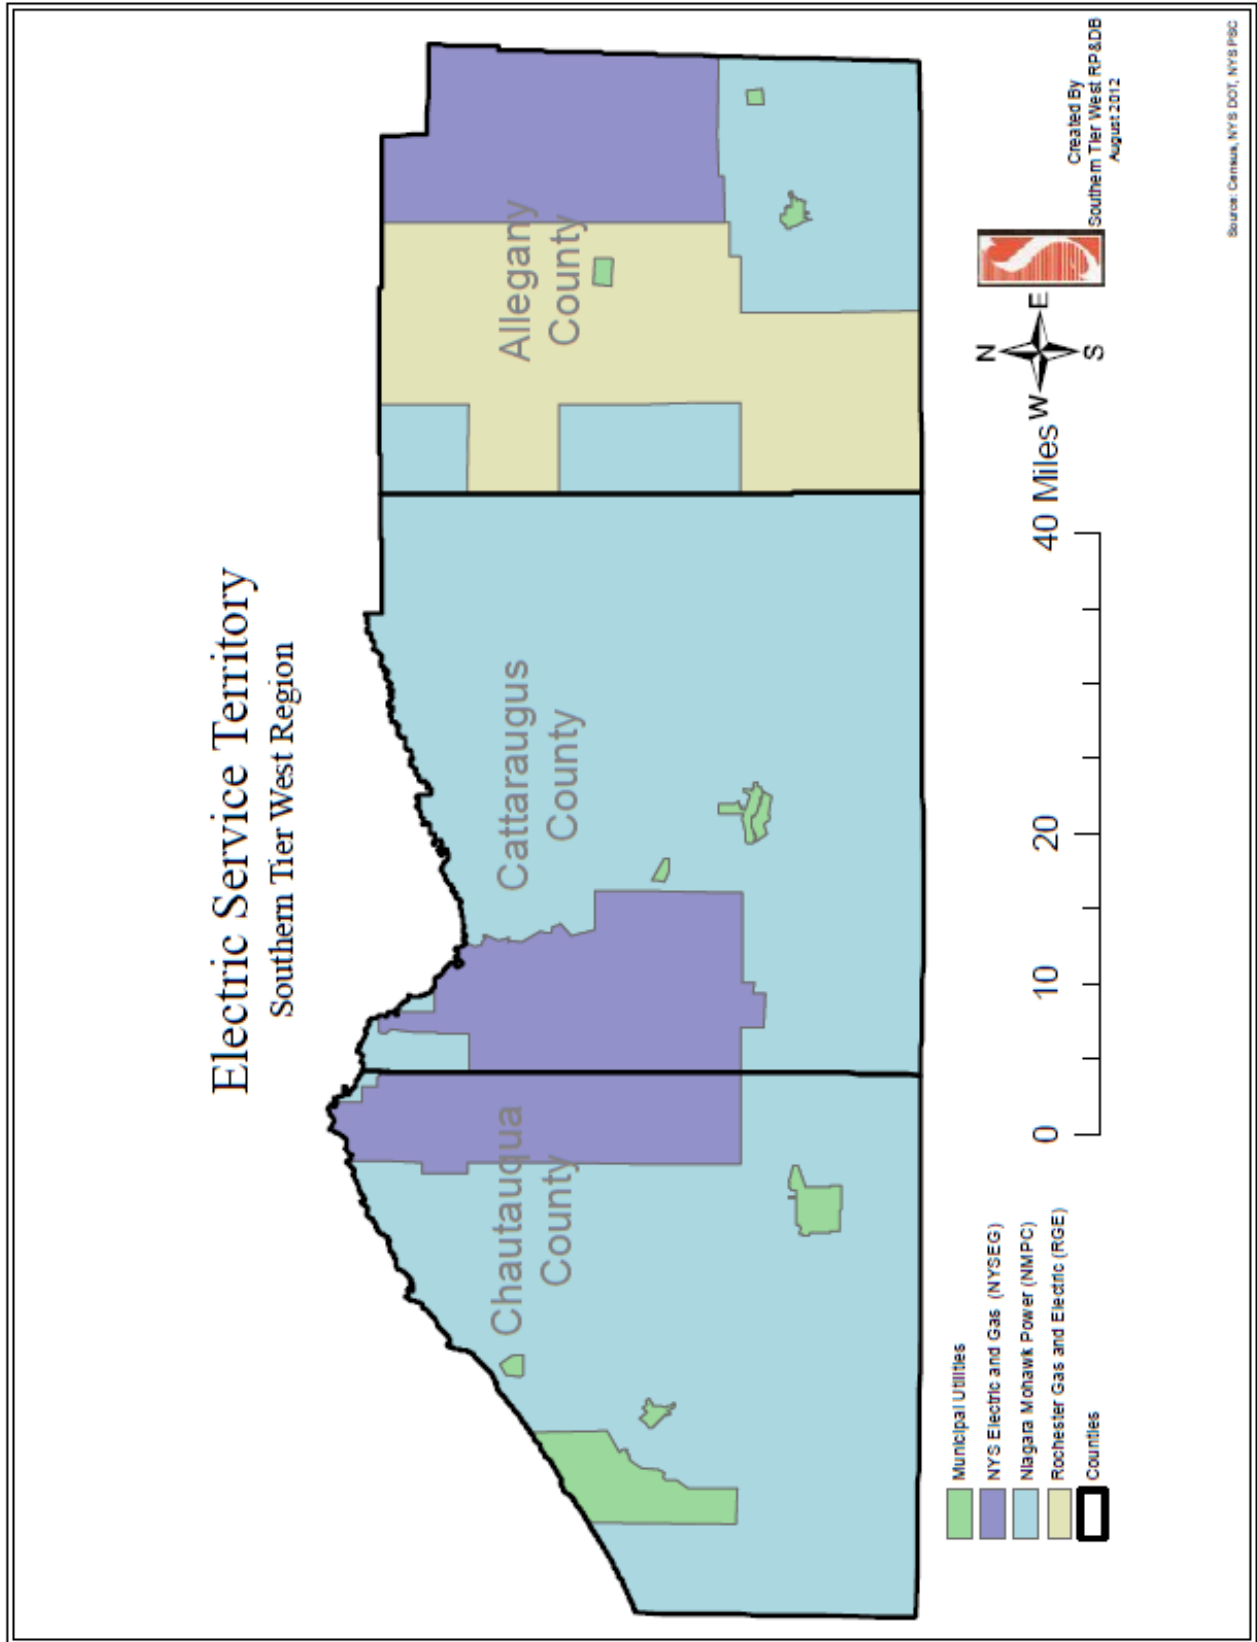 Electric Service Territory
Southern Tier West Region
Chautauqua
County
Cattaraugus
County
Allegany
County
Municipal Utilities
NYS Electric and Gas (NYSEG)
Niagara Mohawk Power (NMPC)
Rochester Gas and Electric (RGE)
Counties
0
10
20
40 Miles
N
W
E
S
Created By
Southern Tier West RP&DB
August 2012
Source: Census, NYS DOT, NYS PSC